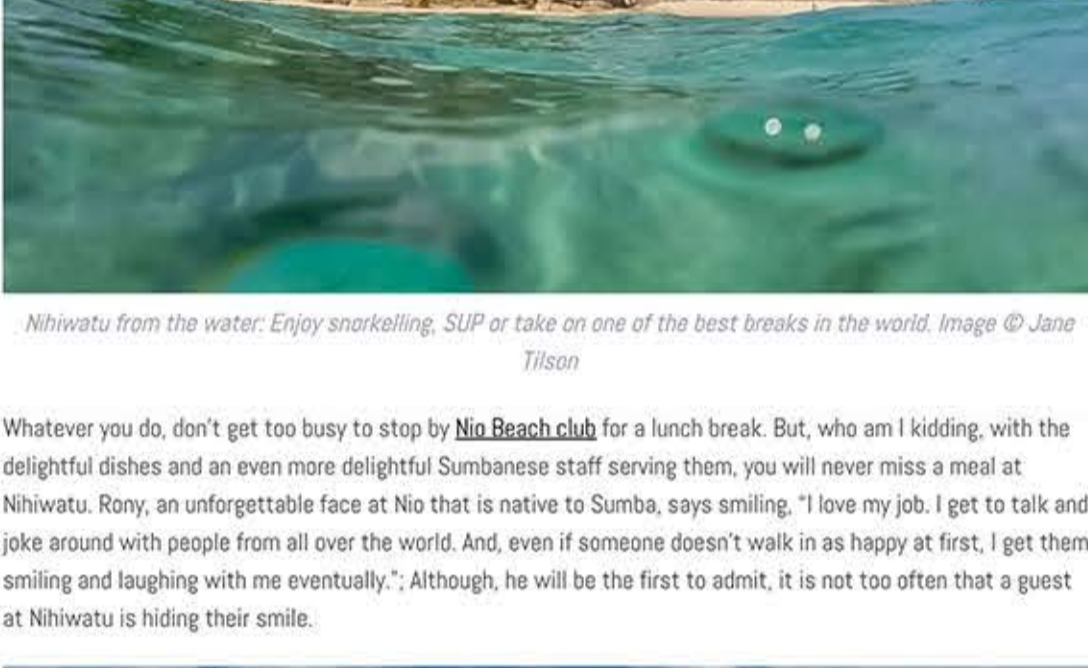 Nihiwatu from the water: Enjoy snorkelling, SUP or take on one of the best breaks in the world. Image © Jane
Tilson
Whatever you do, don't get too busy to stop by Nio Beach club for a lunch break. But, who am I kidding, with the
delightful dishes and an even more delightful Sumbanese staff serving them, you will never miss a meal at
Nihiwatu. Rony, an unforgettable face at Nio that is native to Sumba, says smiling, "I love my job. I get to talk and
joke around with people from all over the world. And, even if someone doesn't walk in as happy at first, I get them
smiling and laughing with me eventually."; Although, he will be the first to admit, it is not too often that a guest
at Nihiwatu is hiding their smile.